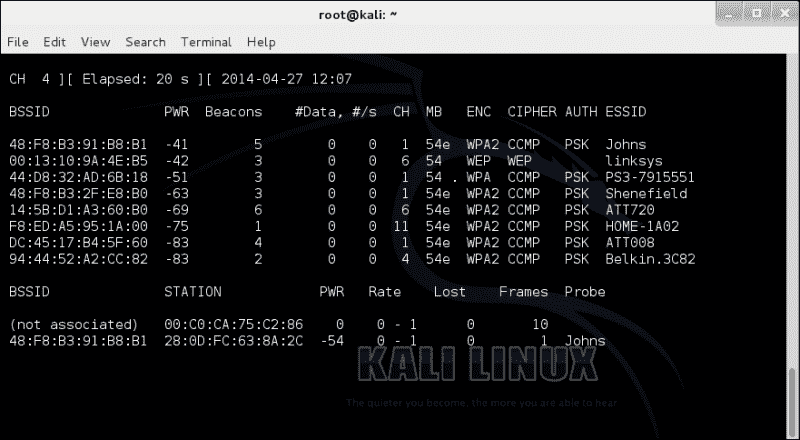 root@kali: ~
File Edit View Search Terminal Help
CH 4 ][ Elapsed: 20 s ][ 2014-04-27 12:07
BSSID PWR Beacons #Data, #/s CH MB ENC CIPHER AUTH ESSID
48:F8:B3:91:B8:B1 -41 5 0 0 1 54e WPA2 CCMP PSK Johns
00:13:10:9A:4E:B5 -42 3 0 0 6 54 WEP WEP linksys
44:D8:32:AD:6B:18 -51 3 0 0 1 54 . WPA CCMP PSK PS3-7915551
48:F8:B3:2F:E8:B0 -63 3 0 0 1 54e WPA2 CCMP PSK Shenefield
14:5B:D1:A3:60:B0 -69 6 0 0 6 54e WPA2 CCMP PSK ATT720
F8:ED:A5:95:1A:00 -75 1 0 0 11 54e WPA2 CCMP PSK HOME-1A02
DC:45:17:B4:5F:60 -83 4 0 0 1 54e WPA2 CCMP PSK ATT008
94:44:52:A2:CC:82 -83 2 0 0 4 54e WPA2 CCMP PSK Belkin.3C82
BSSID STATION PWR Rate Lost Frames Probe
(not associated) 00:C0:CA:75:C2:86 0 0 - 1 0 10
48:F8:B3:91:B8:B1 28:0D:FC:63:8A:2C -54 0 - 1 0 1 Johns
KALI LINUX
The quieter you become, the more you are able to hear